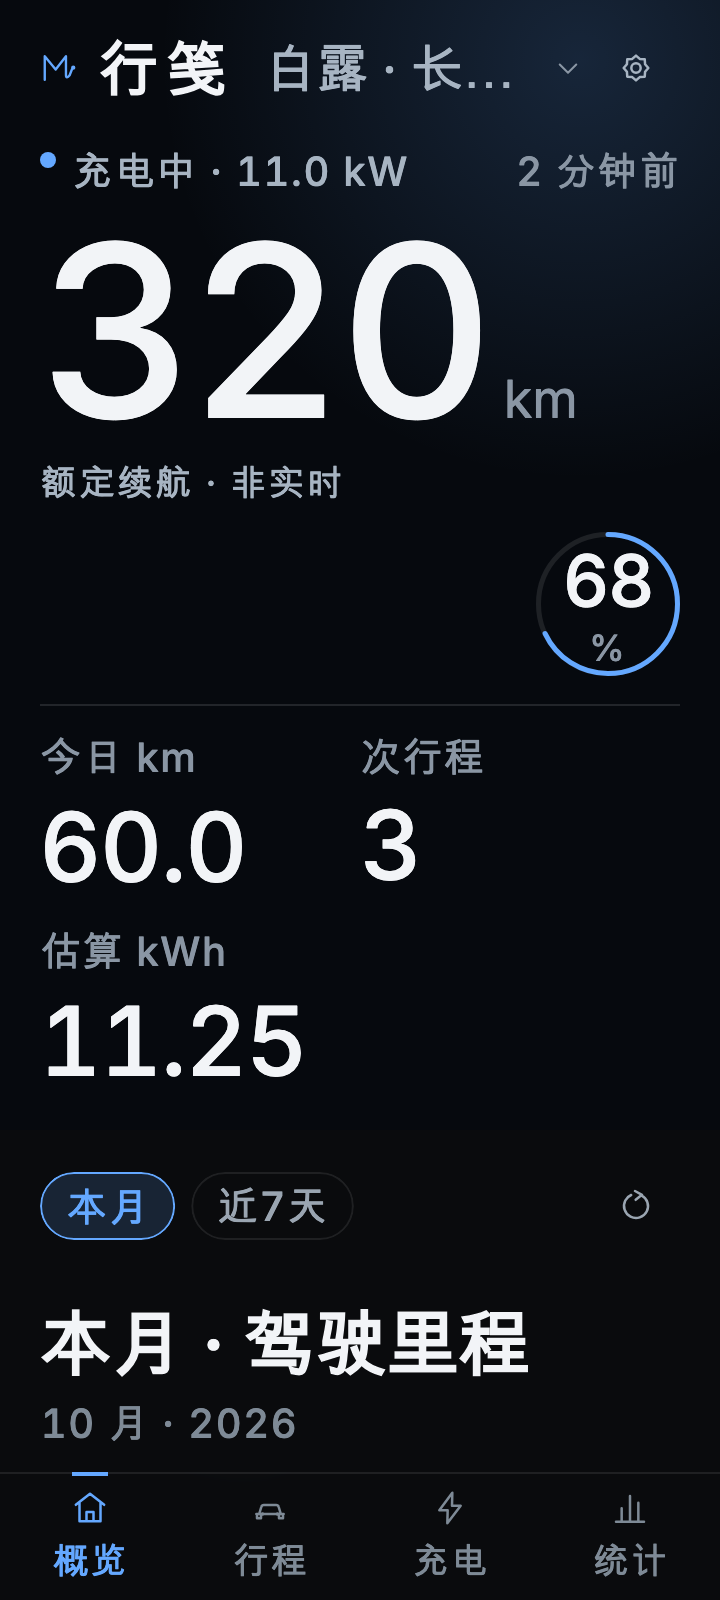 行笺 白露 · 长...
充电中 · 11.0 kW 2 分钟前
320 km
额定续航 · 非实时
68
%
今日 km 次行程
60.0 3
估算 kWh
11.25
本月 近7天
本月 · 驾驶里程
10 月 · 2026
概览 行程 充电 统计